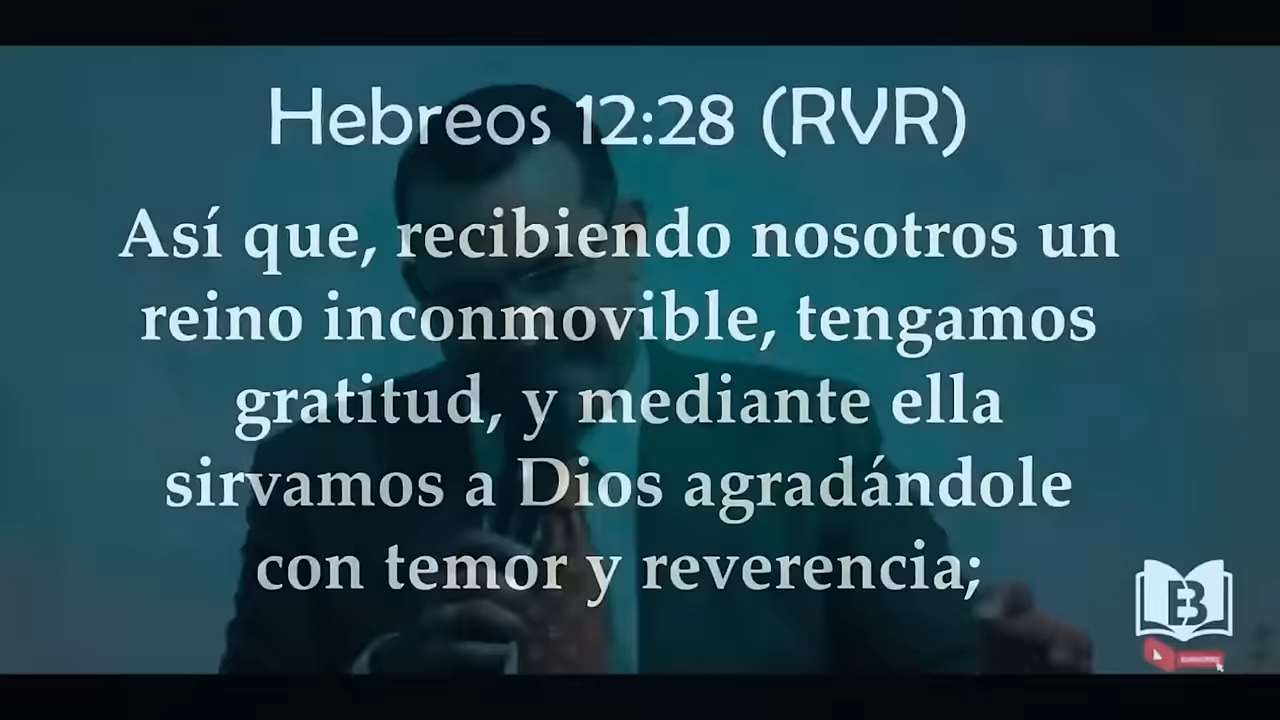 Hebreos 12:28 (RVR)
Así que, recibiendo nosotros un
reino inconmovible, tengamos
gratitud, y mediante ella
sirvamos a Dios agradándole
con temor y reverencia;
EB